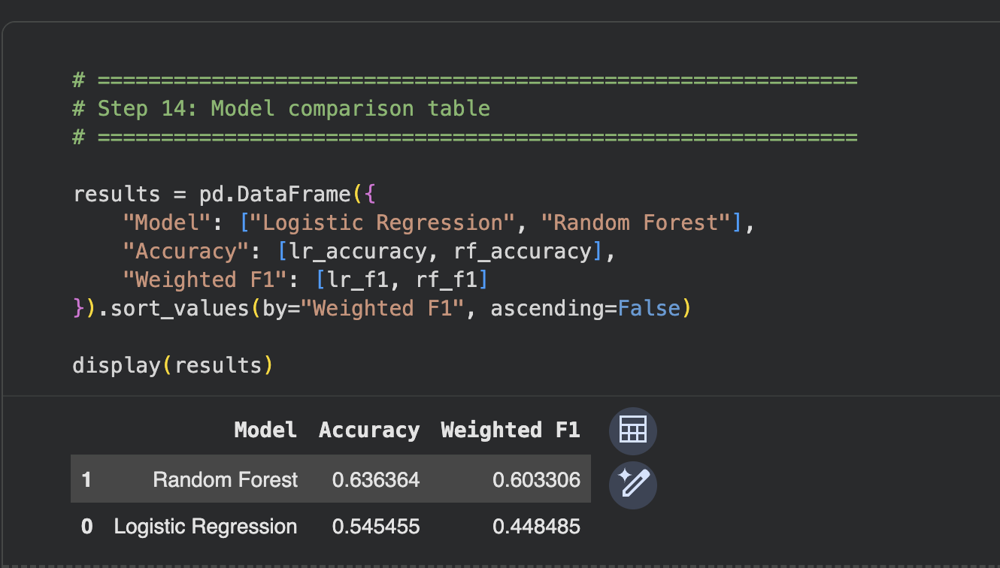 # ============================================================
# Step 14: Model comparison table
# ============================================================
results = pd.DataFrame({
    "Model": ["Logistic Regression", "Random Forest"],
    "Accuracy": [lr_accuracy, rf_accuracy],
    "Weighted F1": [lr_f1, rf_f1]
}).sort_values(by="Weighted F1", ascending=False)
display(results)
Model Accuracy Weighted F1
1 Random Forest 0.636364 0.603306
0 Logistic Regression 0.545455 0.448485